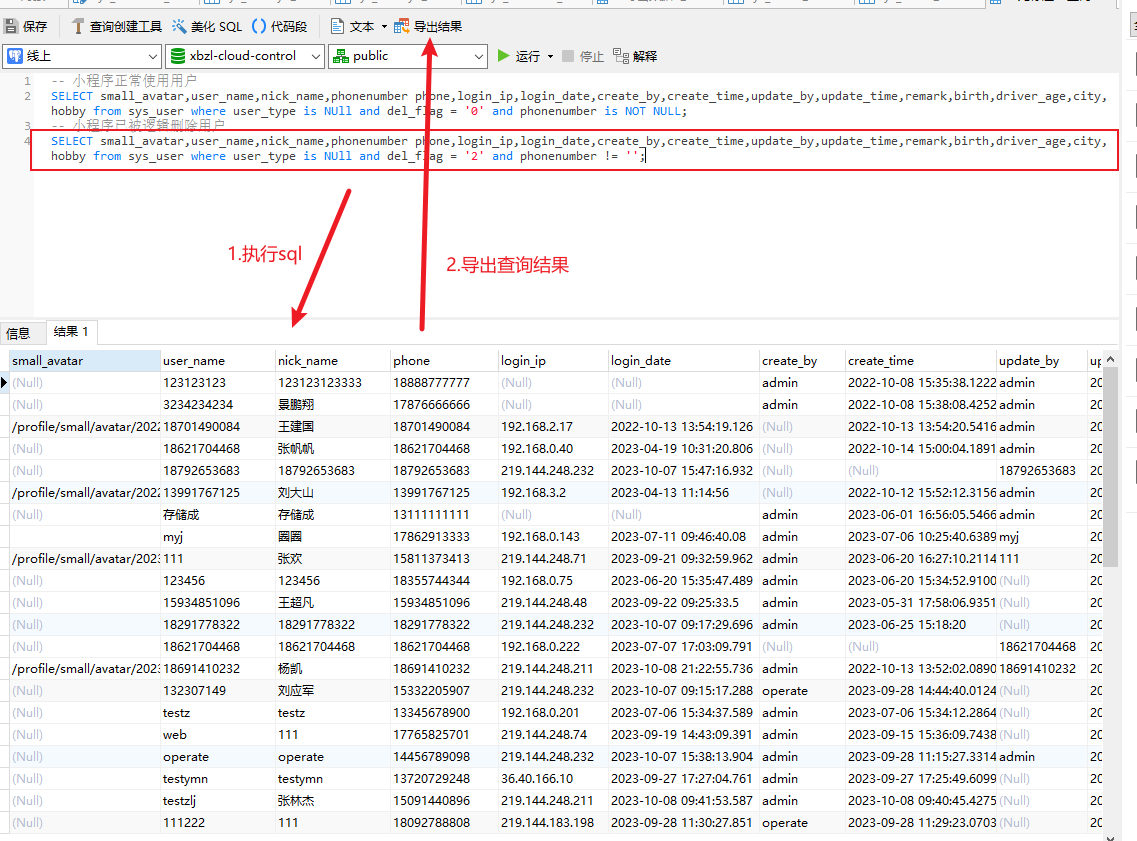 保存 查询创建工具 美化 SQL () 代码段 文本 导出结果
线上 xbzl-cloud-control public 运行 停止 解释
1 -- 小程序正常使用用户
2 SELECT small_avatar,user_name,nick_name,phonenumber phone,login_ip,login_date,create_by,create_time,update_by,update_time,remark,birth,driver_age,city,
hobby from sys_user where user_type is NUll and del_flag = '0' and phonenumber is NOT NULL;
3 -- 小程序已被逻辑删除用户
4 SELECT small_avatar,user_name,nick_name,phonenumber phone,login_ip,login_date,create_by,create_time,update_by,update_time,remark,birth,driver_age,city,
hobby from sys_user where user_type is NUll and del_flag = '2' and phonenumber != '';
1.执行sql
2.导出查询结果
信息 结果 1
small_avatar user_name nick_name phone login_ip login_date create_by create_time update_by up
(Null) 123123123 123123123333 18888777777 (Null) (Null) admin 2022-10-08 15:35:38.1222 admin 20
(Null) 3234234234 景鹏翔 17876666666 (Null) (Null) admin 2022-10-08 15:38:08.4252 admin 20
/profile/small/avatar/2022 18701490084 王建国 18701490084 192.168.2.17 2022-10-13 13:54:19.126 (Null) 2022-10-13 13:54:20.5416 admin 20
(Null) 18621704468 张帆帆 18621704468 192.168.0.40 2023-04-19 10:31:20.806 (Null) 2022-10-14 15:00:04.1891 admin 20
(Null) 18792653683 18792653683 18792653683 219.144.248.232 2023-10-07 15:47:16.932 (Null) (Null) 18792653683 20
/profile/small/avatar/2022 13991767125 刘大山 13991767125 192.168.3.2 2023-04-13 11:14:56 (Null) 2022-10-12 15:52:12.3156 admin 20
(Null) 存储成 存储成 13111111111 (Null) (Null) admin 2023-06-01 16:56:05.5466 admin 20
myj 圆圆 17862913333 192.168.0.143 2023-07-11 09:46:40.08 admin 2023-07-06 10:25:40.6389 myj 20
/profile/small/avatar/2023 111 张欢 15811373413 219.144.248.71 2023-09-21 09:32:59.962 admin 2023-06-20 16:27:10.2114 111 20
(Null) 123456 123456 18355744344 192.168.0.75 2023-06-20 15:35:47.489 admin 2023-06-20 15:34:52.9100 (Null) 20
(Null) 15934851096 王超凡 15934851096 219.144.248.48 2023-09-22 09:25:33.5 admin 2023-05-31 17:58:06.9351 (Null) 20
(Null) 18291778322 18291778322 18291778322 219.144.248.232 2023-10-07 09:17:29.696 admin 2023-06-25 15:18:20 (Null) 20
(Null) 18621704468 18621704468 18621704468 192.168.0.222 2023-07-07 17:03:09.791 (Null) (Null) 18621704468 20
/profile/small/avatar/2023 18691410232 杨凯 18691410232 219.144.248.211 2023-10-08 21:22:55.736 admin 2022-10-13 13:52:02.0890 18691410232 20
(Null) 132307149 刘应军 15332205907 219.144.248.232 2023-10-07 09:15:17.288 operate 2023-09-28 14:44:40.0124 (Null) 20
(Null) testz testz 13345678900 192.168.0.201 2023-07-06 15:34:37.589 admin 2023-07-06 15:34:12.2864 (Null) 20
(Null) web 111 17765825701 219.144.248.74 2023-09-19 14:43:09.391 admin 2023-09-15 15:36:09.7438 (Null) 20
(Null) operate operate 14456789098 219.144.248.232 2023-10-07 15:38:13.904 admin 2023-09-28 11:15:27.3314 admin 20
(Null) testymn testymn 13720729248 36.40.166.10 2023-09-27 17:27:04.761 admin 2023-09-27 17:25:49.6099 (Null) 20
(Null) testzlj 张林杰 15091440896 219.144.248.211 2023-10-08 09:41:53.587 admin 2023-10-08 09:40:45.4275 (Null) 20
(Null) 111222 111 18092788808 219.144.183.198 2023-09-28 11:30:27.851 operate 2023-09-28 11:29:23.0703 (Null) 20